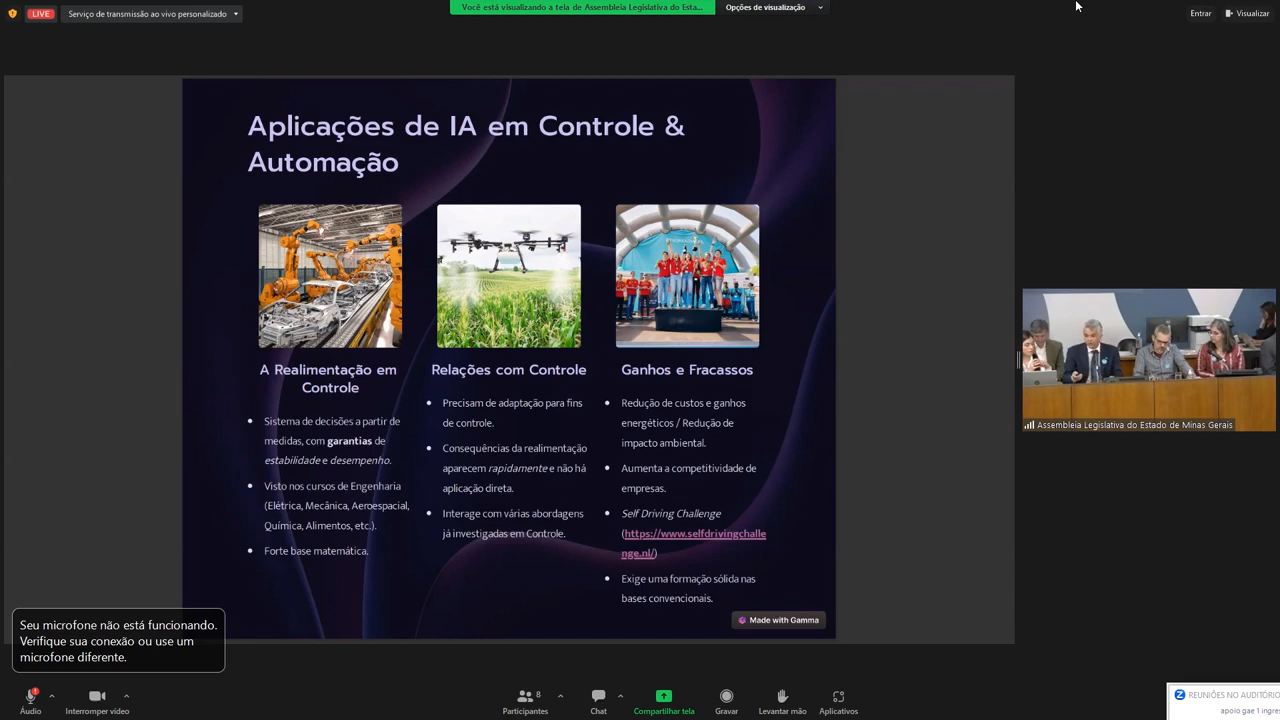 LIVE
Serviço de transmissão ao vivo personalizado
Você está visualizando a tela de Assembleia Legislativa do Esta...
Opções de visualização
Entrar
Visualizar
Aplicações de IA em Controle &
Automação
A Realimentação em
Controle
• Sistema de decisões a partir de
medidas, com garantias de
estabilidade e desempenho.
• Visto nos cursos de Engenharia
(Elétrica, Mecânica, Aeroespacial,
Química, Alimentos, etc.).
• Forte base matemática.
Relações com Controle
• Precisam de adaptação para fins
de controle.
• Consequências da realimentação
aparecem rapidamente e não há
aplicação direta.
• Interage com várias abordagens
já investigadas em Controle.
Ganhos e Fracassos
• Redução de custos e ganhos
energéticos / Redução de
impacto ambiental.
• Aumenta a competitividade de
empresas.
• Self Driving Challenge
(https://www.selfdrivingchalle
nge.nl/)
• Exige uma formação sólida nas
bases convencionais.
Made with Gamma
Assembleia Legislativa do Estado de Minas Gerais
Seu microfone não está funcionando.
Verifique sua conexão ou use um
microfone diferente.
Áudio
Interromper vídeo
Participantes
8
Chat
Compartilhar tela
Gravar
Levantar mão
Aplicativos
REUNIÕES NO AUDITÓRIO
apoio gae 1 ingres